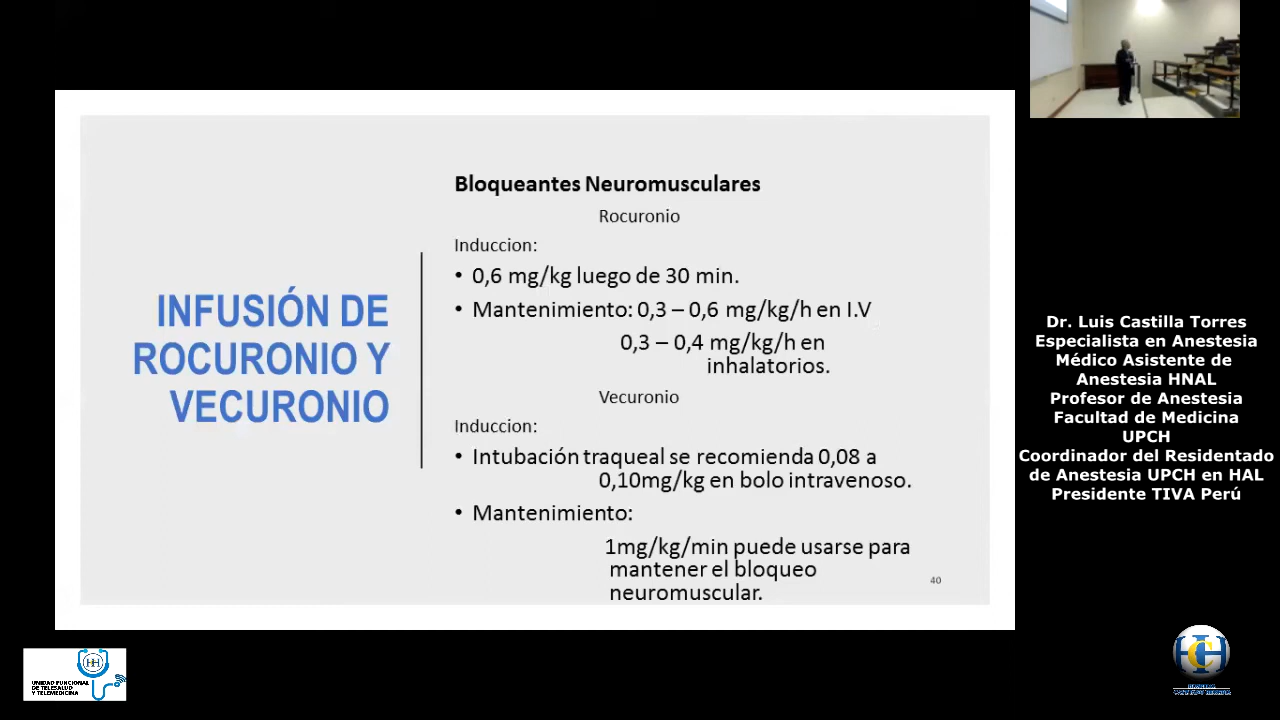 Bloqueantes Neuromusculares
Rocuronio
Induccion:
• 0,6 mg/kg luego de 30 min.
• Mantenimiento: 0,3 – 0,6 mg/kg/h en I.V
0,3 – 0,4 mg/kg/h en
inhalatorios.
Vecuronio
Induccion:
• Intubación traqueal se recomienda 0,08 a
0,10mg/kg en bolo intravenoso.
• Mantenimiento:
1mg/kg/min puede usarse para
mantener el bloqueo
neuromuscular.
40
INFUSIÓN DE
ROCURONIO Y
VECURONIO
Dr. Luis Castilla Torres
Especialista en Anestesia
Médico Asistente de
Anestesia HNAL
Profesor de Anestesia
Facultad de Medicina
UPCH
Coordinador del Residentado
de Anestesia UPCH en HAL
Presidente TIVA Perú
UNIDAD FUNCIONAL
DE TELESALUD
Y TELEMEDICINA